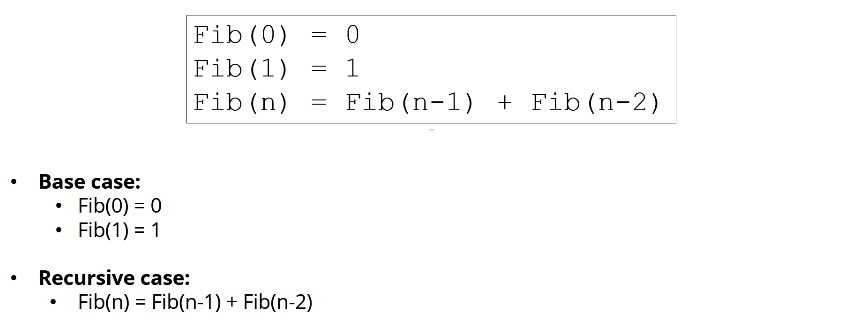 Fib(0) = 0
Fib(1) = 1
Fib(n) = Fib(n-1) + Fib(n-2)
• Base case:
• Fib(0) = 0
• Fib(1) = 1
• Recursive case:
• Fib(n) = Fib(n-1) + Fib(n-2)